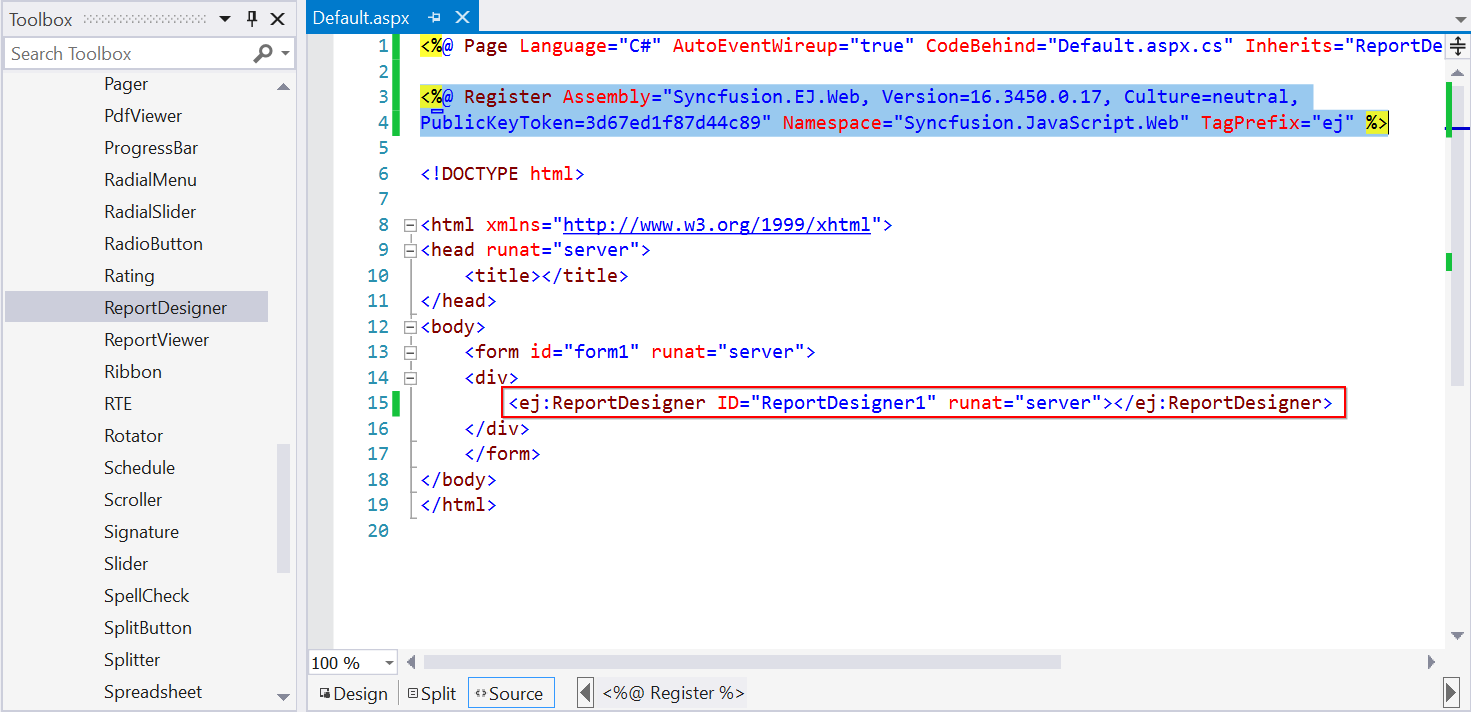 Toolbox
Search Toolbox
Pager
PdfViewer
ProgressBar
RadialMenu
RadialSlider
RadioButton
Rating
ReportDesigner
ReportViewer
Ribbon
RTE
Rotator
Schedule
Scroller
Signature
Slider
SpellCheck
SplitButton
Splitter
Spreadsheet
Default.aspx
1 <%@ Page Language="C#" AutoEventWireup="true" CodeBehind="Default.aspx.cs" Inherits="ReportDe
2
3 <%@ Register Assembly="Syncfusion.EJ.Web, Version=16.3450.0.17, Culture=neutral,
4 PublicKeyToken=3d67ed1f87d44c89" Namespace="Syncfusion.JavaScript.Web" TagPrefix="ej" %>
5
6 <!DOCTYPE html>
7
8 <html xmlns="http://www.w3.org/1999/xhtml">
9 <head runat="server">
10 <title></title>
11 </head>
12 <body>
13 <form id="form1" runat="server">
14 <div>
15 <ej:ReportDesigner ID="ReportDesigner1" runat="server"></ej:ReportDesigner>
16 </div>
17 </form>
18 </body>
19 </html>
20
100 %
Design Split Source <%@ Register %>